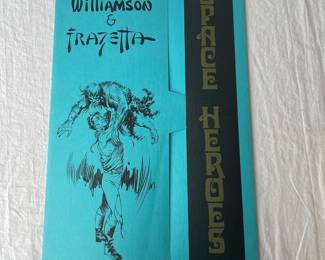 Williamson
&
Frazetta
SPACE HEROES